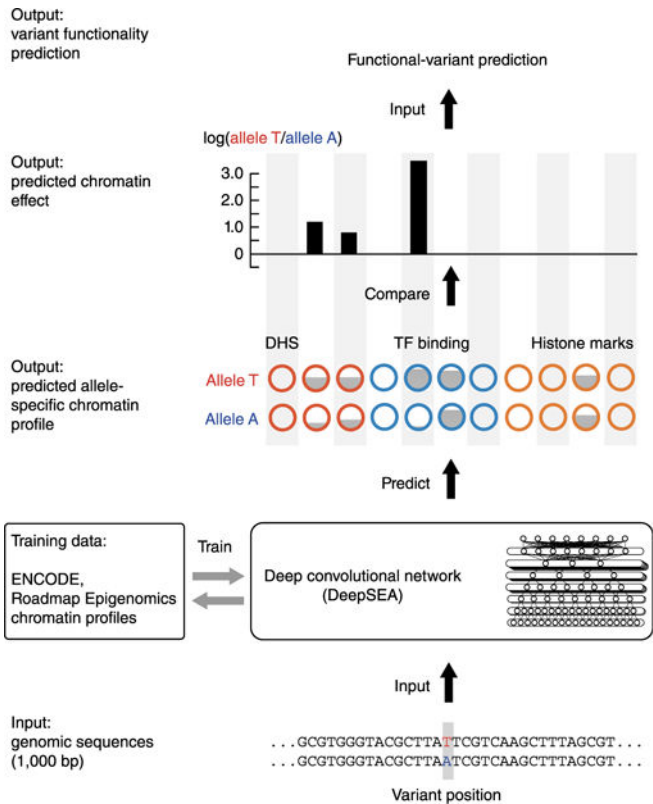 Output:
variant functionality
prediction
Functional-variant prediction
Input
log(allele T/allele A)
Output:
predicted chromatin
effect
3.0
2.0
1.0
0
Compare
DHS
TF binding
Histone marks
Output:
predicted allele-
specific chromatin
profile
Allele T
Allele A
Predict
Training data:
ENCODE,
Roadmap Epigenomics
chromatin profiles
Train
Deep convolutional network
(DeepSEA)
Input
Input:
genomic sequences
(1,000 bp)
...GCGTGGGTACGCTTATTCGTCAAGCTTTAGCGT...
...GCGTGGGTACGCTTAATCGTCAAGCTTTAGCGT...
Variant position